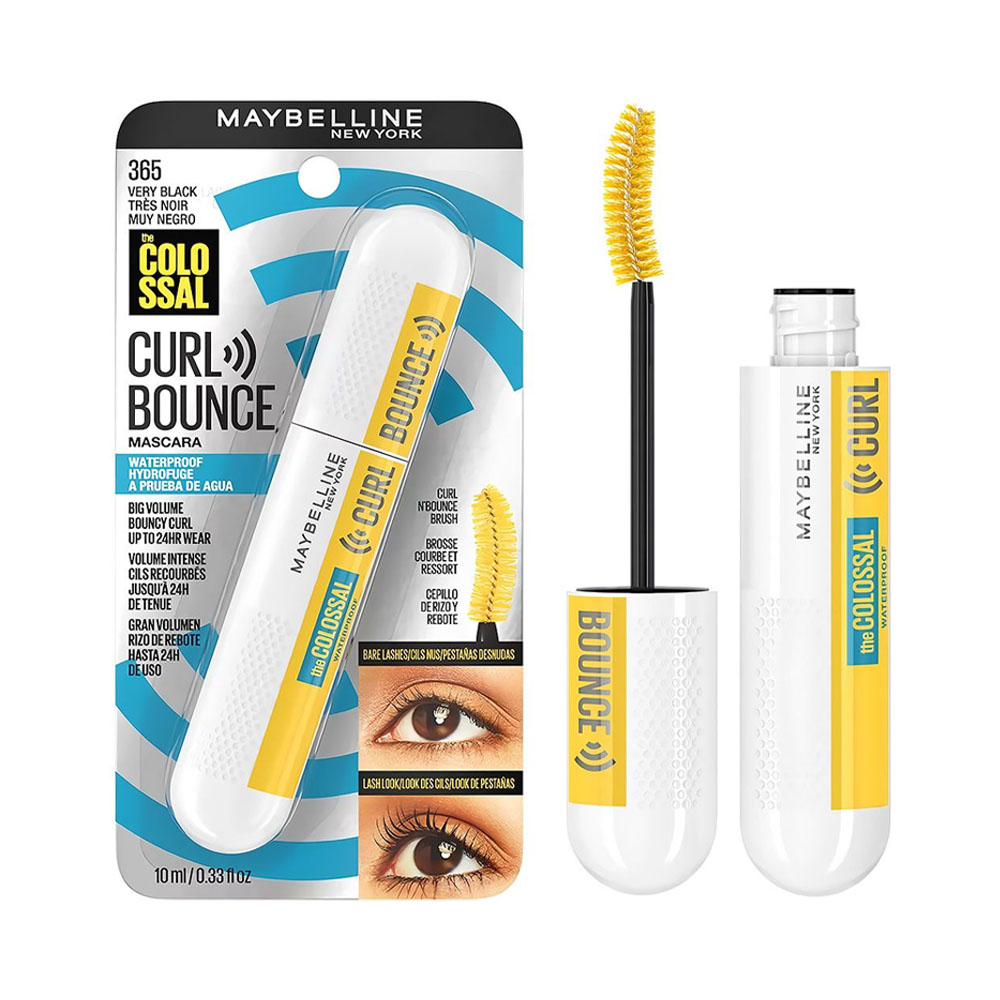 MAYBELLINE
NEW YORK
365
VERY BLACK
TRÈS NOIR
MUY NEGRO
the
COLO
SSAL
CURL
BOUNCE
MASCARA
WATERPROOF
HYDROFUGE
A PRUEBA DE AGUA
BIG VOLUME
BOUNCY CURL
UP TO 24HR WEAR
VOLUME INTENSE
CILS RECOURBÉS
JUSQU'À 24H
DE TENUE
GRAN VOLUMEN
RIZO DE REBOTE
HASTA 24H
DE USO
10 ml / 0.33 fl oz
MAYBELLINE
NEW YORK
CURL
BOUNCE
the COLOSSAL
WATERPROOF
CURL
N'BOUNCE
BRUSH
BROSSE
COURBE ET
RESSORT
CEPILLO
DE RIZO Y
REBOTE
BARE LASHES/CILS NUS/PESTAÑAS DESNUDAS
LASH LOOK/LOOK DES CILS/LOOK DE PESTAÑAS
BOUNCE
MAYBELLINE
NEW YORK
CURL
the COLOSSAL
WATERPROOF